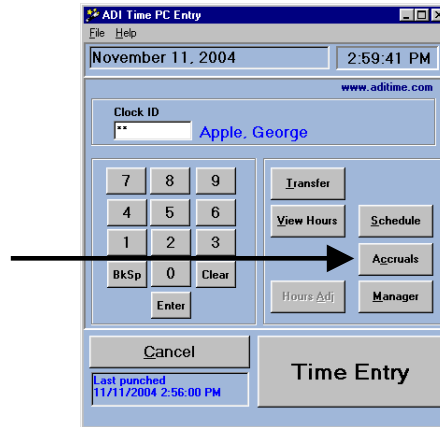 ADI Time PC Entry
File Help
November 11, 2004 2:59:41 PM
www.aditime.com
Clock ID
** Apple, George
7 8 9
4 5 6
1 2 3
BkSp 0 Clear
Enter
Transfer
View Hours Schedule
Accruals
Hours Adj Manager
Cancel
Last punched
11/11/2004 2:56:00 PM
Time Entry